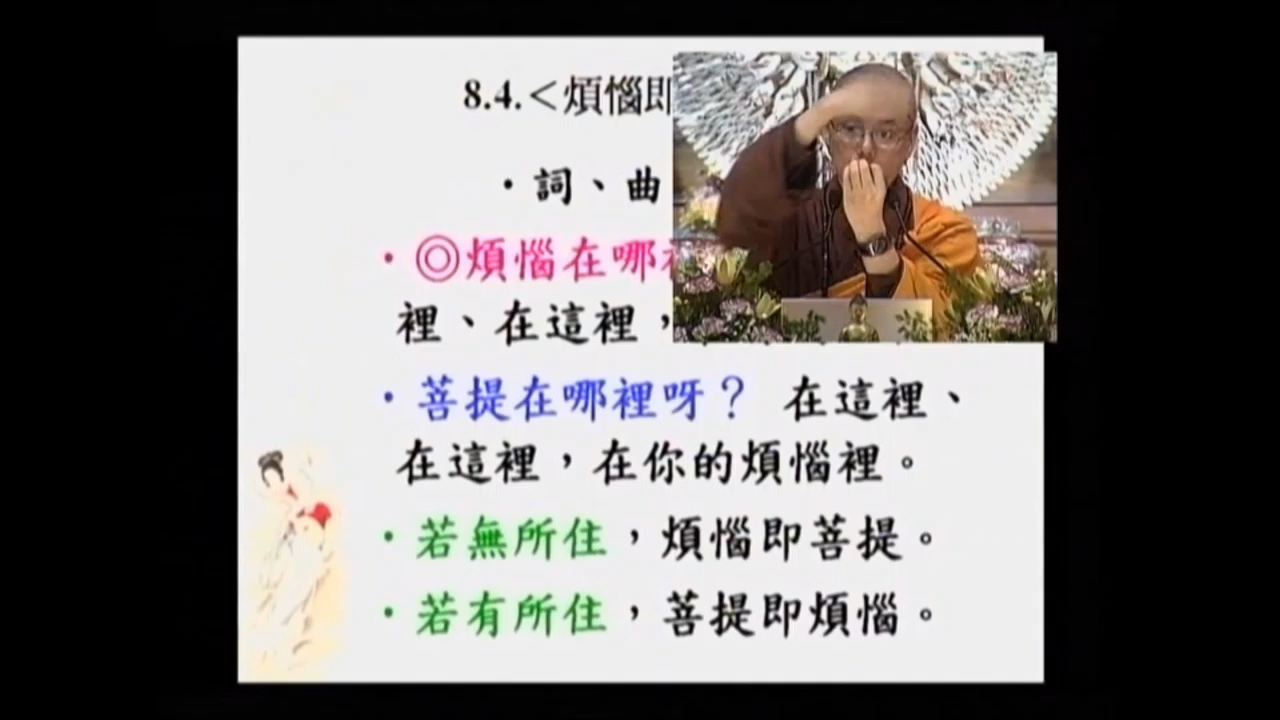 8.4.＜煩惱即
・詞、曲
・◎煩惱在哪
裡、在這裡，
・菩提在哪裡呀？ 在這裡、
在這裡，在你的煩惱裡。
・若無所住，煩惱即菩提。
・若有所住，菩提即煩惱。